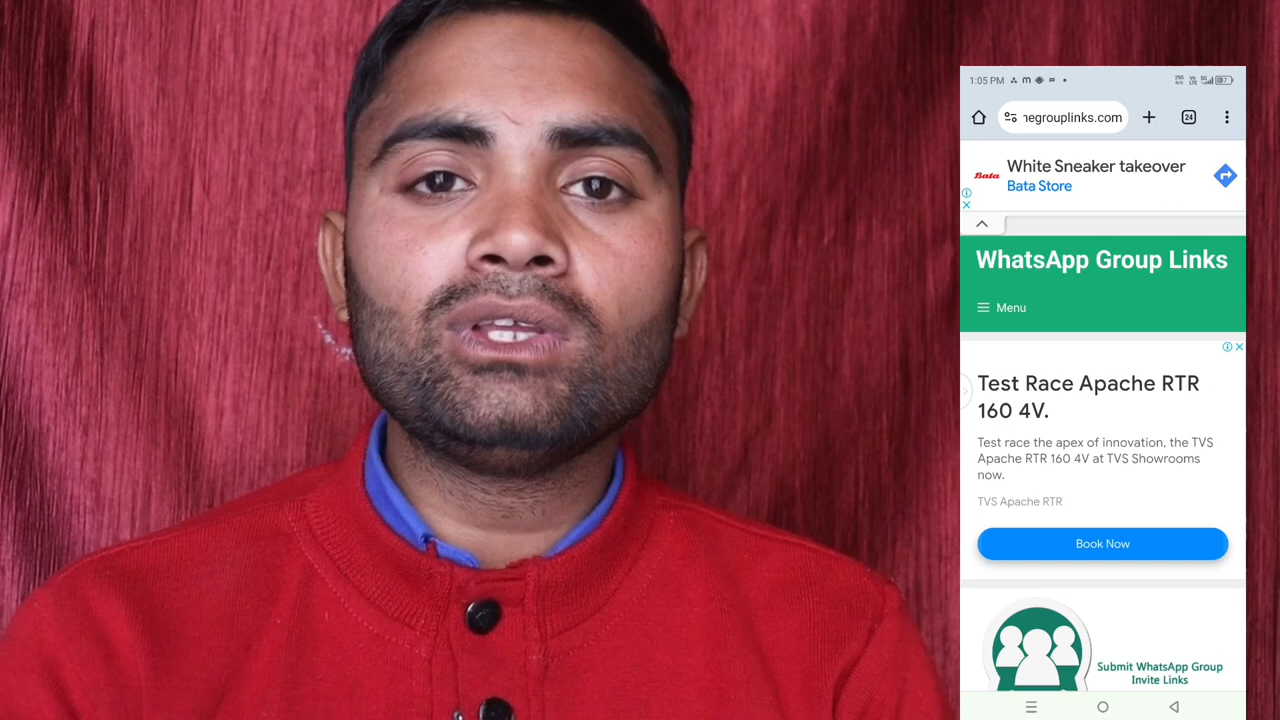 1:05 PM
24
negrouplinks.com
White Sneaker takeover
Bata
Bata Store
WhatsApp Group Links
Menu
Test Race Apache RTR
160 4V.
Test race the apex of innovation, the TVS
Apache RTR 160 4V at TVS Showrooms
now.
TVS Apache RTR
Book Now
Submit WhatsApp Group
Invite Links